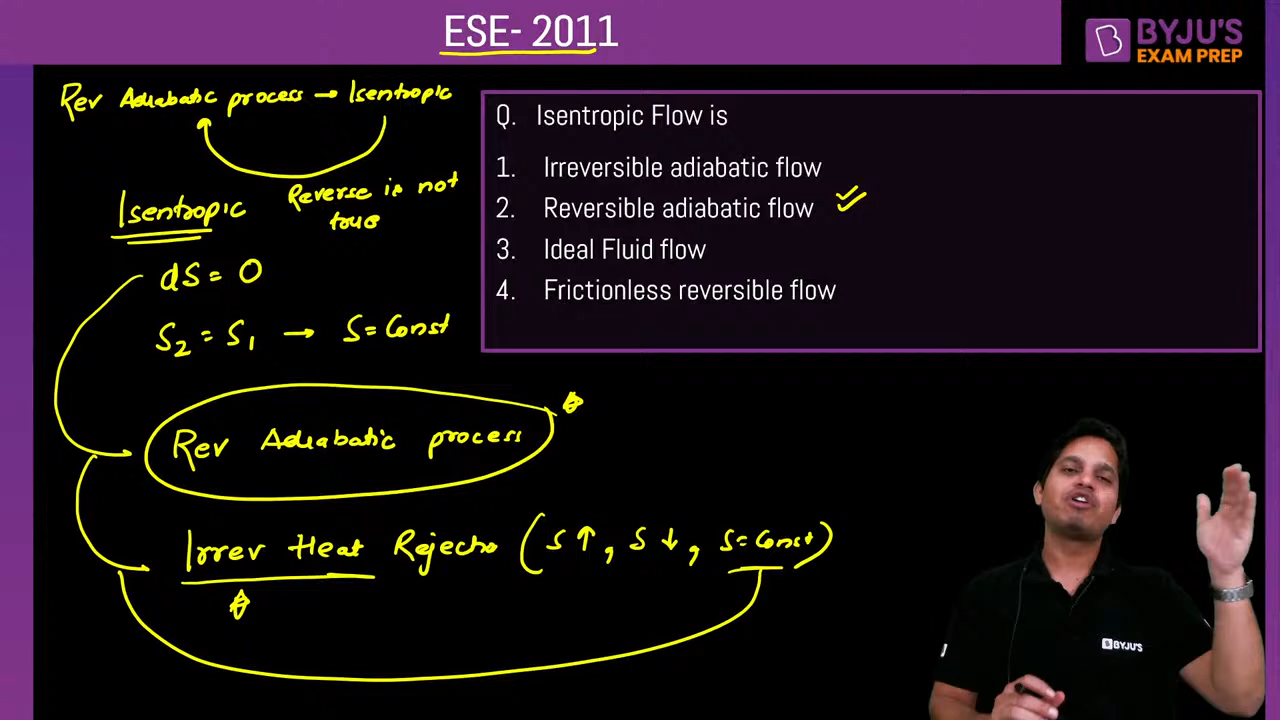 ESE- 2011
BYJU'S
EXAM PREP
Rev Adiabatic process → Isentropic
Reverse is not
true
Isentropic
dS = 0
S2 = S1 → S = Const
Rev Adiabatic process
Irrev Heat Rejectn (S ↑, S ↓, S = Const)
Q. Isentropic Flow is
1. Irreversible adiabatic flow
2. Reversible adiabatic flow
3. Ideal Fluid flow
4. Frictionless reversible flow
BYJU'S